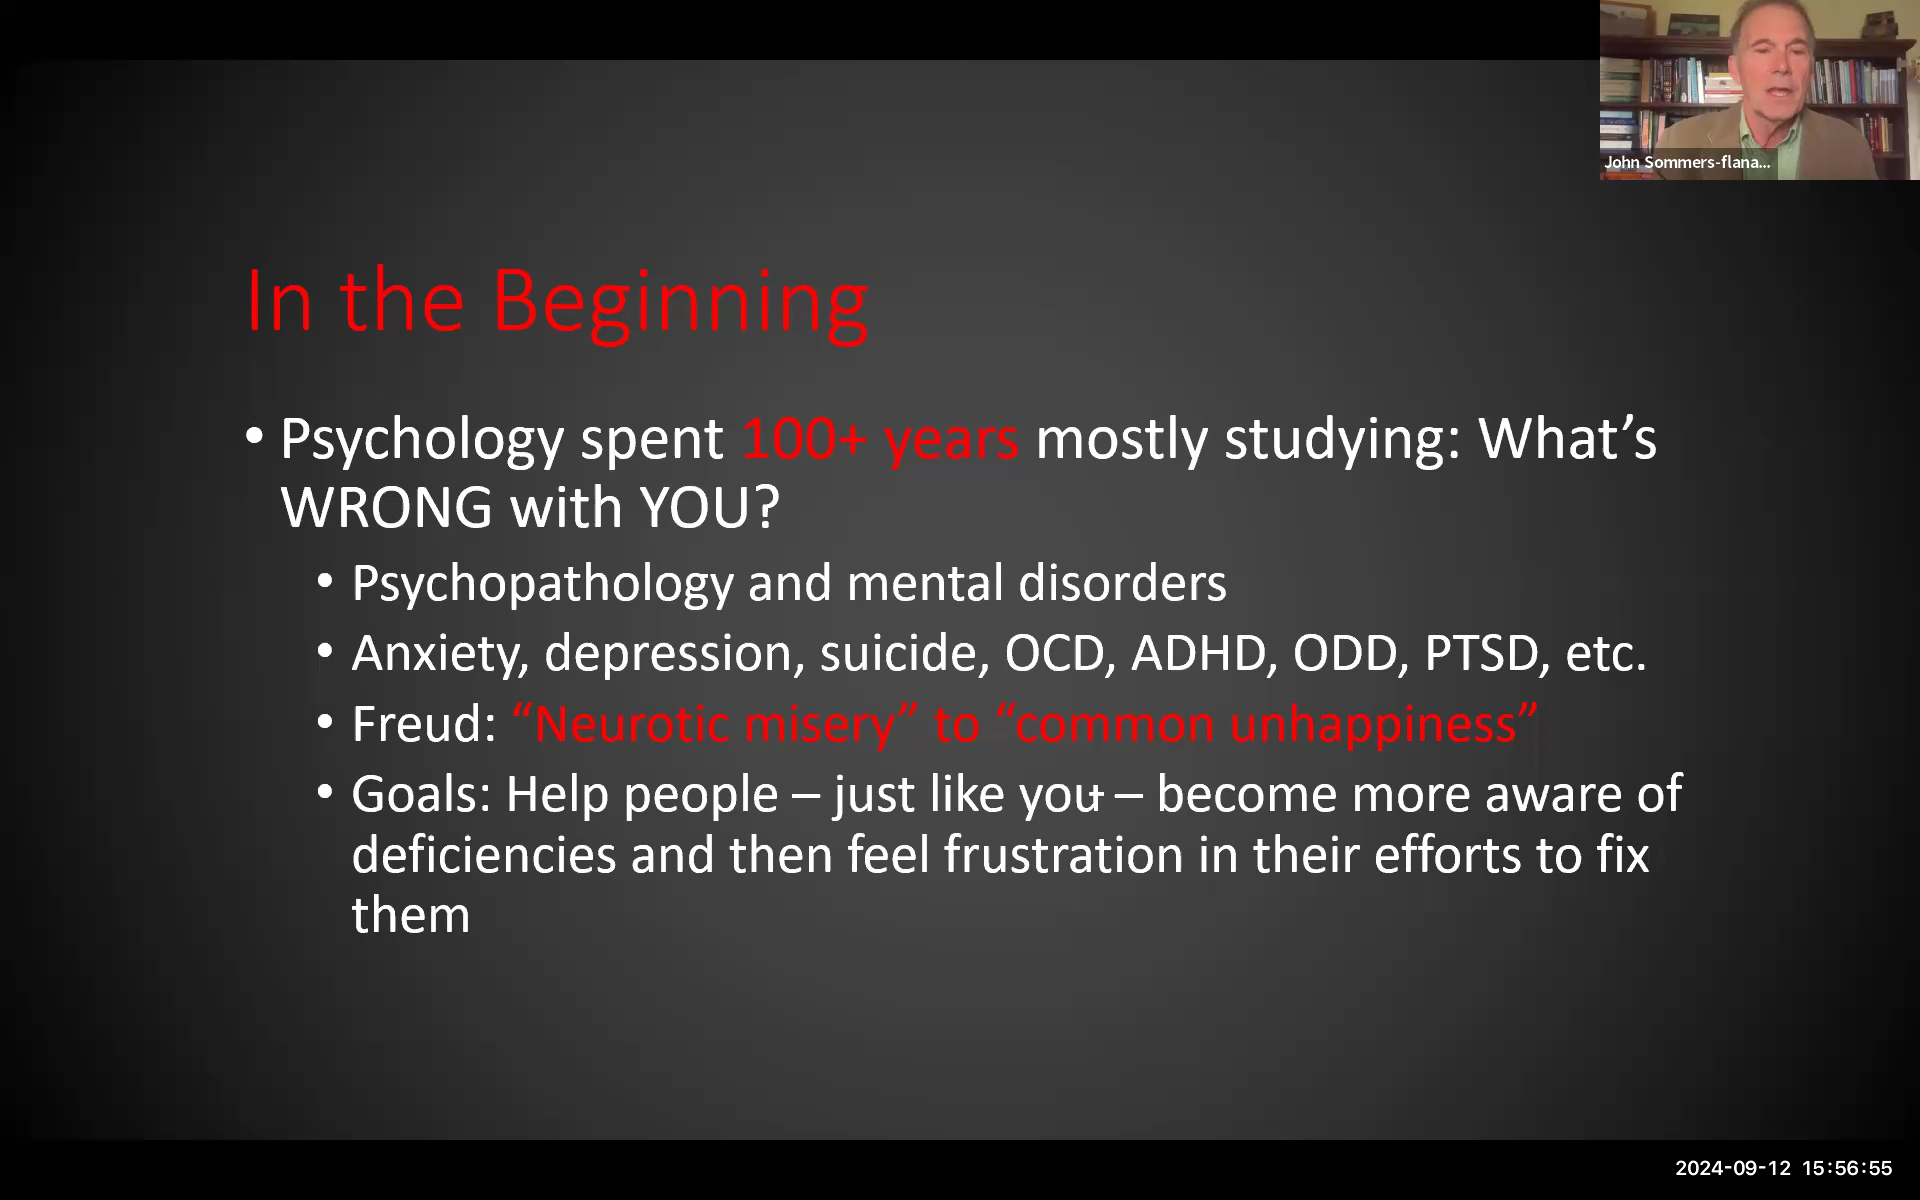 John Sommers-flana...
In the Beginning
• Psychology spent 100+ years mostly studying: What’s
WRONG with YOU?
• Psychopathology and mental disorders
• Anxiety, depression, suicide, OCD, ADHD, ODD, PTSD, etc.
• Freud: “Neurotic misery” to “common unhappiness”
• Goals: Help people – just like you – become more aware of
deficiencies and then feel frustration in their efforts to fix
them
2024-09-12 15:56:55